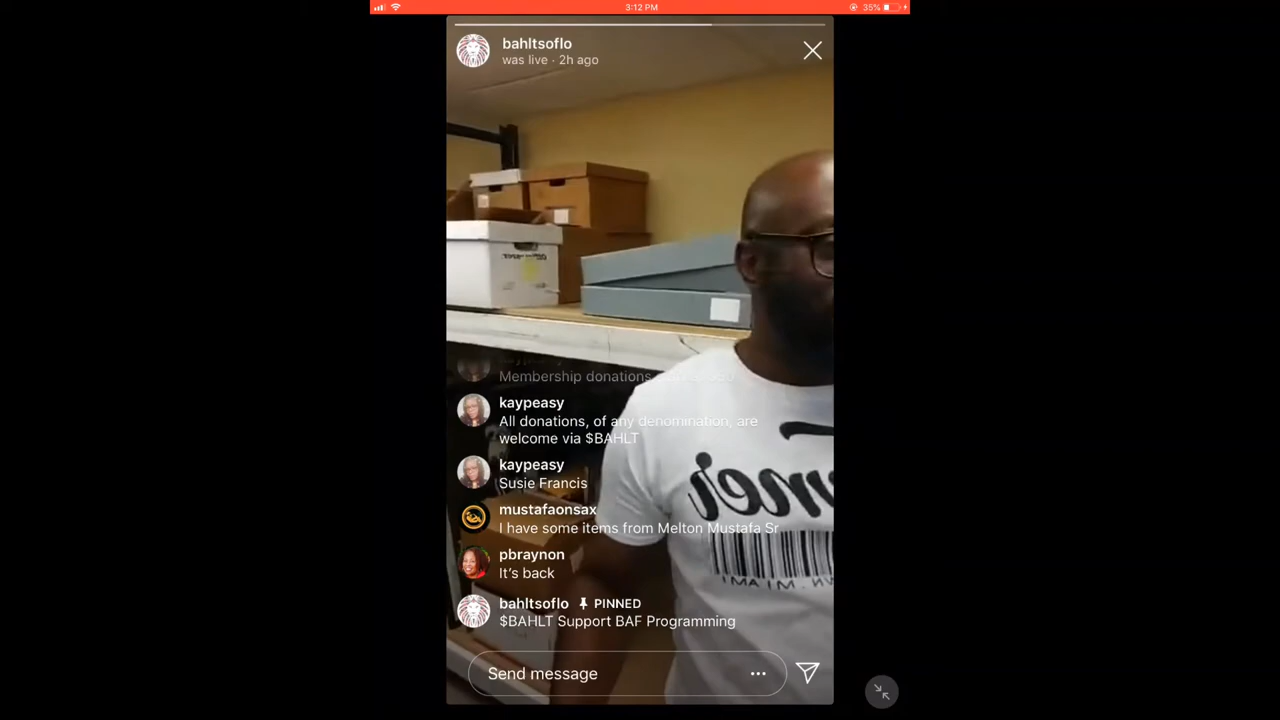 3:12 PM
35%
bahltsoflo
was live · 2h ago
Membership donations
kaypeasy
All donations, of any denomination, are
welcome via $BAHLT
kaypeasy
Susie Francis
mustafaonsax
I have some items from Melton Mustafa Sr
pbraynon
It's back
bahltsoflo PINNED
$BAHLT Support BAF Programming
Send message